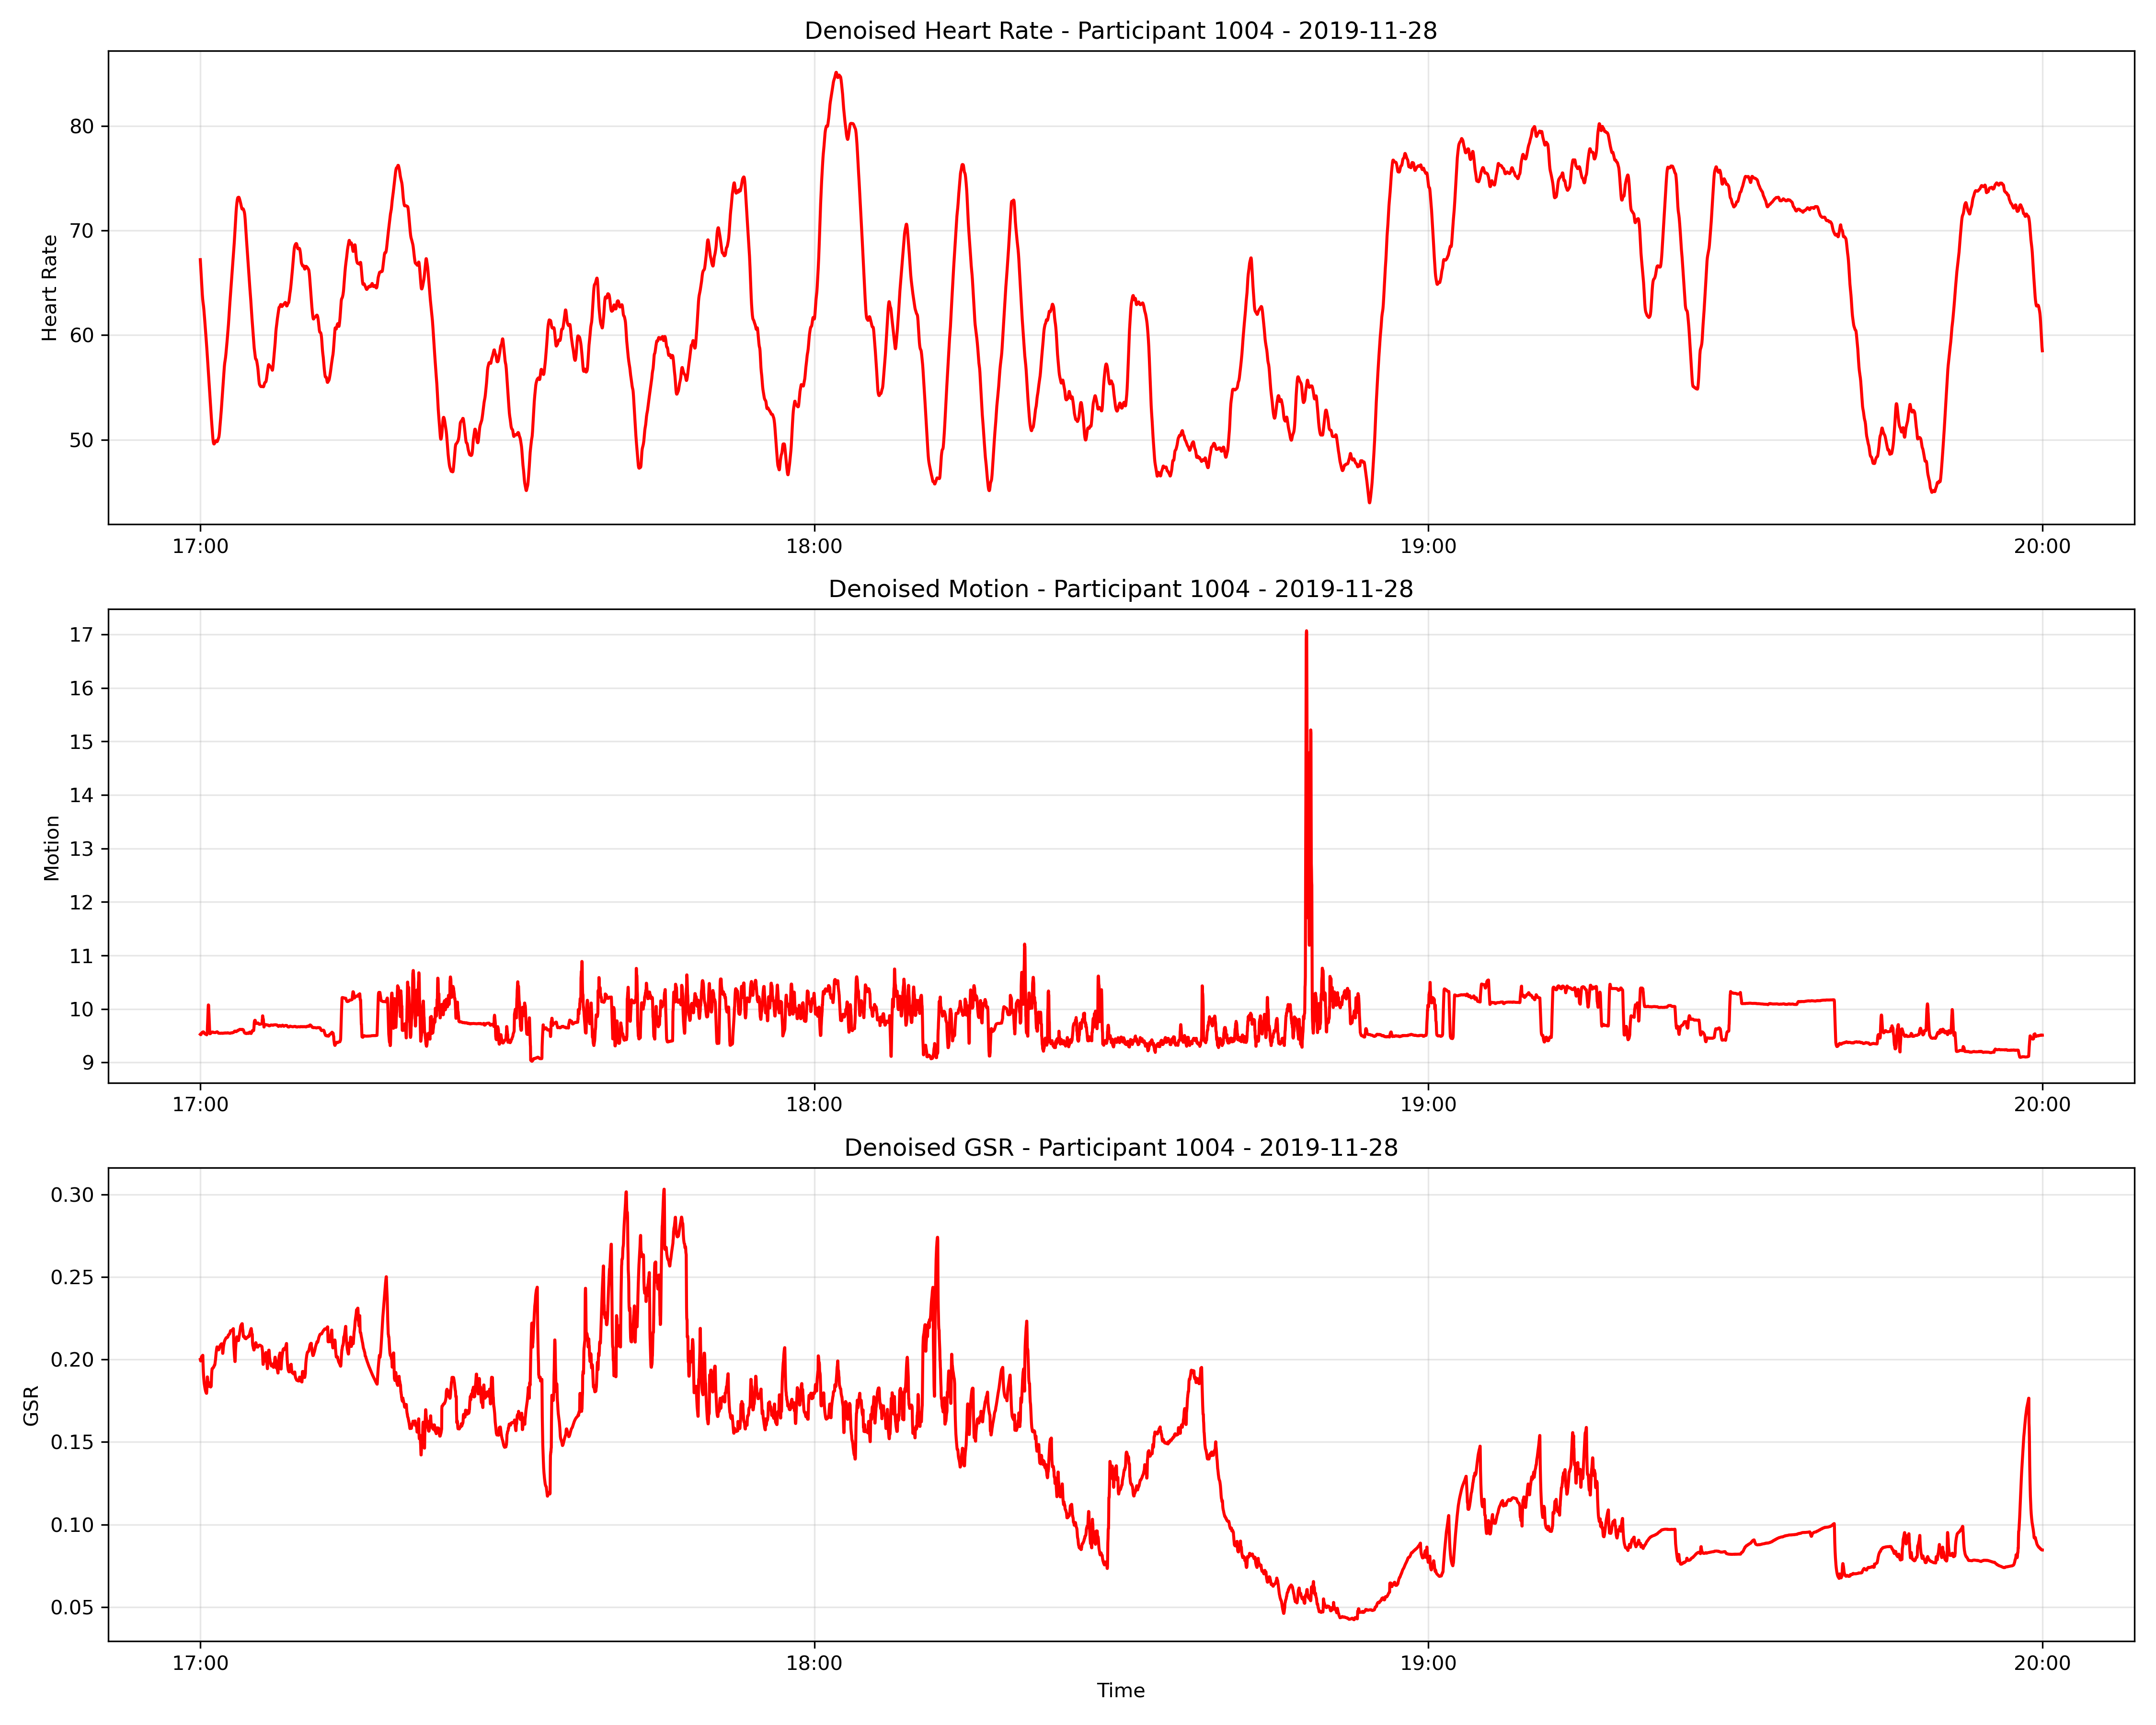 Denoised Heart Rate - Participant 1004 - 2019-11-28
Heart Rate
80
70
60
50
17:00 18:00 19:00 20:00
Denoised Motion - Participant 1004 - 2019-11-28
Motion
17
16
15
14
13
12
11
10
9
17:00 18:00 19:00 20:00
Denoised GSR - Participant 1004 - 2019-11-28
GSR
0.30
0.25
0.20
0.15
0.10
0.05
17:00 18:00 19:00 20:00
Time